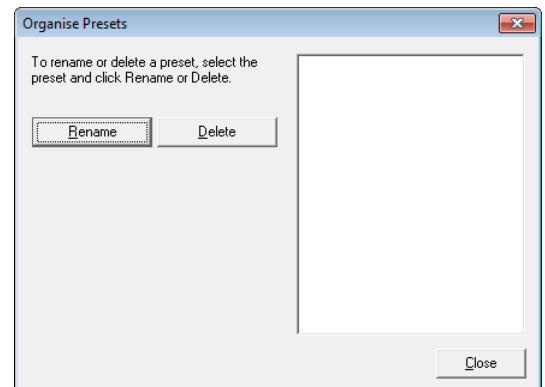 Organise Presets
To rename or delete a preset, select the
preset and click Rename or Delete.
Rename
Delete
Close